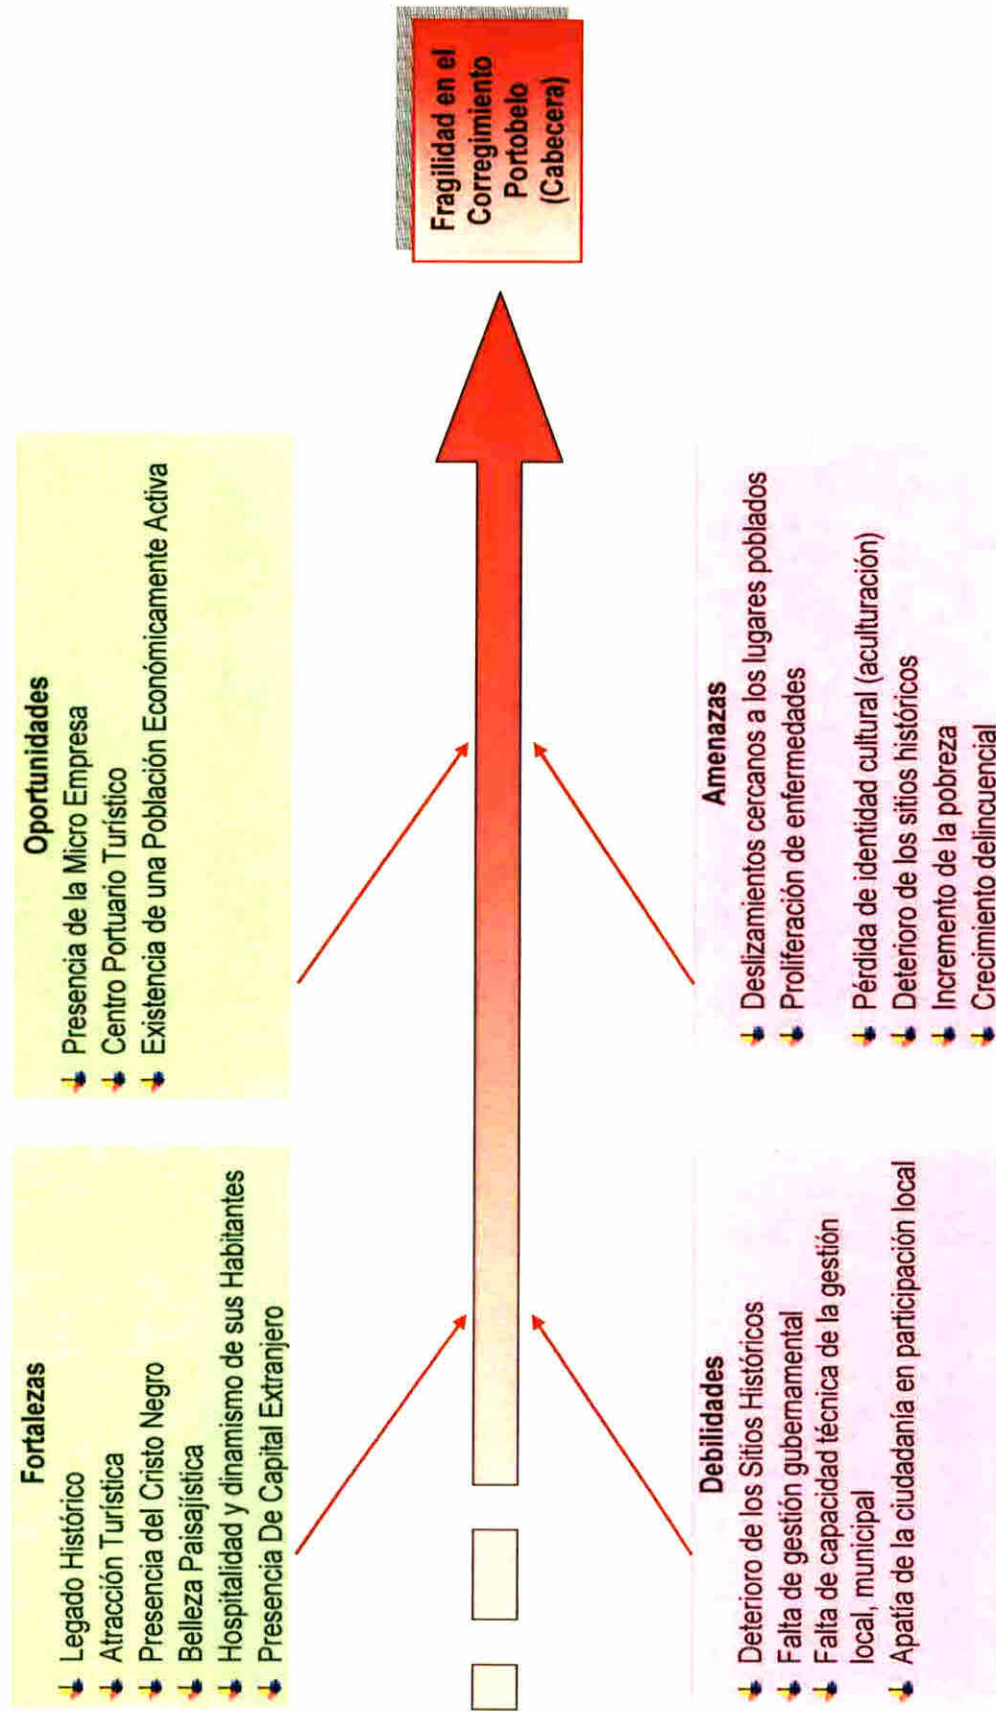 Fortalezas
Legado Histórico
Atracción Turística
Presencia del Cristo Negro
Belleza Paisajística
Hospitalidad y dinamismo de sus Habitantes
Presencia De Capital Extranjero
Oportunidades
Presencia de la Micro Empresa
Centro Portuario Turístico
Existencia de una Población Económicamente Activa
Fragilidad en el
Corregimiento
Portobelo
(Cabecera)
Debilidades
Deterioro de los Sitios Históricos
Falta de gestión gubernamental
Falta de capacidad técnica de la gestión
local, municipal
Apatía de la ciudadanía en participación local
Amenazas
Deslizamientos cercanos a los lugares poblados
Proliferación de enfermedades
Pérdida de identidad cultural (aculturación)
Deterioro de los sitios históricos
Incremento de la pobreza
Crecimiento delincuencial